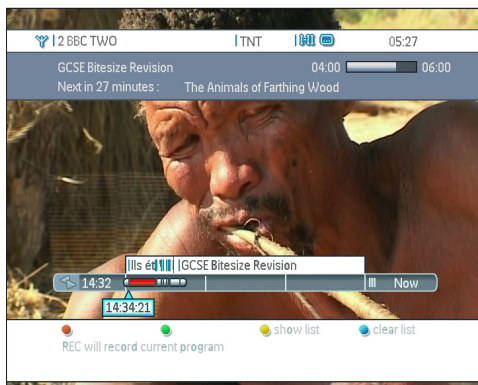 2 BBC TWO TNT 05:27
GCSE Bitesize Revision 04:00 06:00
Next in 27 minutes : The Animals of Farthing Wood
Ils ét GCSE Bitesize Revision
14:32 Now
14:34:21
show list clear list
REC will record current program